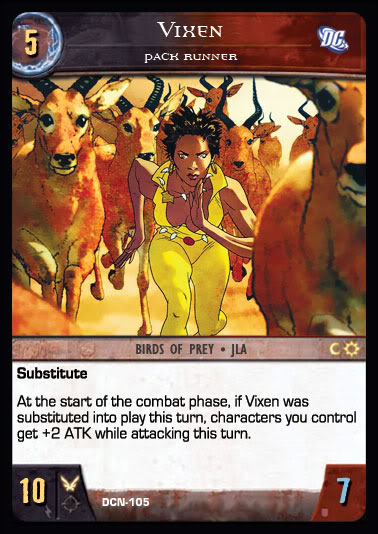 5
VIXEN
PACK RUNNER
DC
BIRDS OF PREY • JLA
Substitute
At the start of the combat phase, if Vixen was
substituted into play this turn, characters you control
get +2 ATK while attacking this turn.
10
DCN-105
7